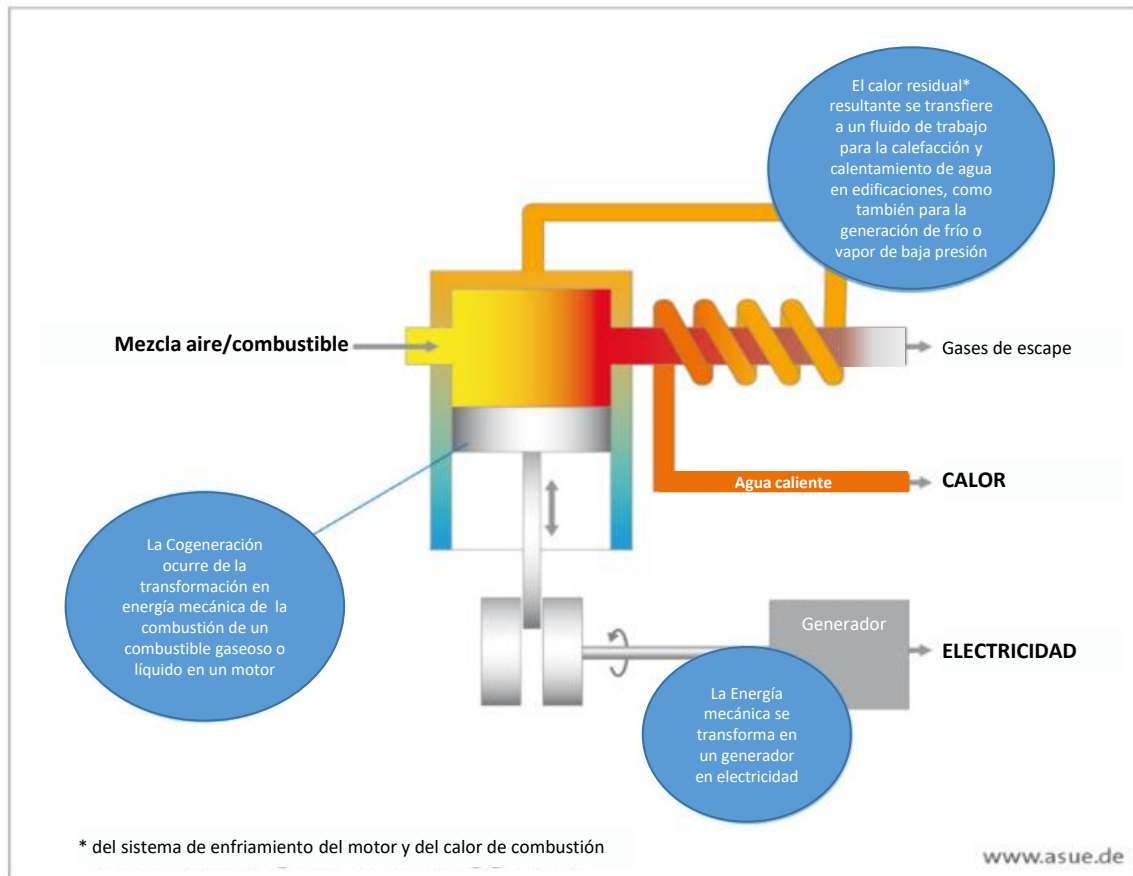 El calor residual*
resultante se transfiere
a un fluido de trabajo
para la calefacción y
calentamiento de agua
en edificaciones, como
también para la
generación de frío o
vapor de baja presión
Mezcla aire/combustible
Gases de escape
Agua caliente
CALOR
La Cogeneración
ocurre de la
transformación en
energía mecánica de la
combustión de un
combustible gaseoso o
líquido en un motor
Generador
ELECTRICIDAD
La Energía
mecánica se
transforma en
un generador
en electricidad
* del sistema de enfriamiento del motor y del calor de combustión
www.asue.de